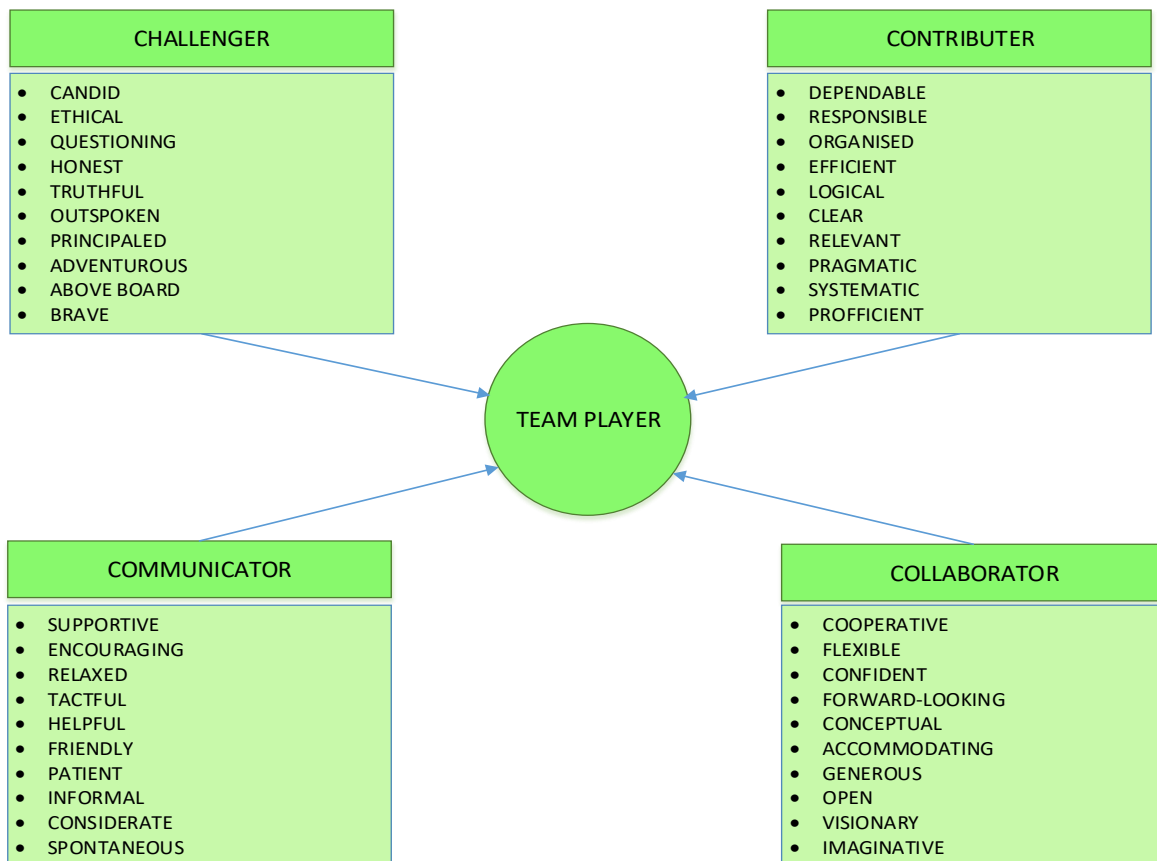 CHALLENGER
• CANDID
• ETHICAL
• QUESTIONING
• HONEST
• TRUTHFUL
• OUTSPOKEN
• PRINCIPALED
• ADVENTUROUS
• ABOVE BOARD
• BRAVE
CONTRIBUTER
• DEPENDABLE
• RESPONSIBLE
• ORGANISED
• EFFICIENT
• LOGICAL
• CLEAR
• RELEVANT
• PRAGMATIC
• SYSTEMATIC
• PROFFICIENT
TEAM PLAYER
COMMUNICATOR
• SUPPORTIVE
• ENCOURAGING
• RELAXED
• TACTFUL
• HELPFUL
• FRIENDLY
• PATIENT
• INFORMAL
• CONSIDERATE
• SPONTANEOUS
COLLABORATOR
• COOPERATIVE
• FLEXIBLE
• CONFIDENT
• FORWARD-LOOKING
• CONCEPTUAL
• ACCOMMODATING
• GENEROUS
• OPEN
• VISIONARY
• IMAGINATIVE